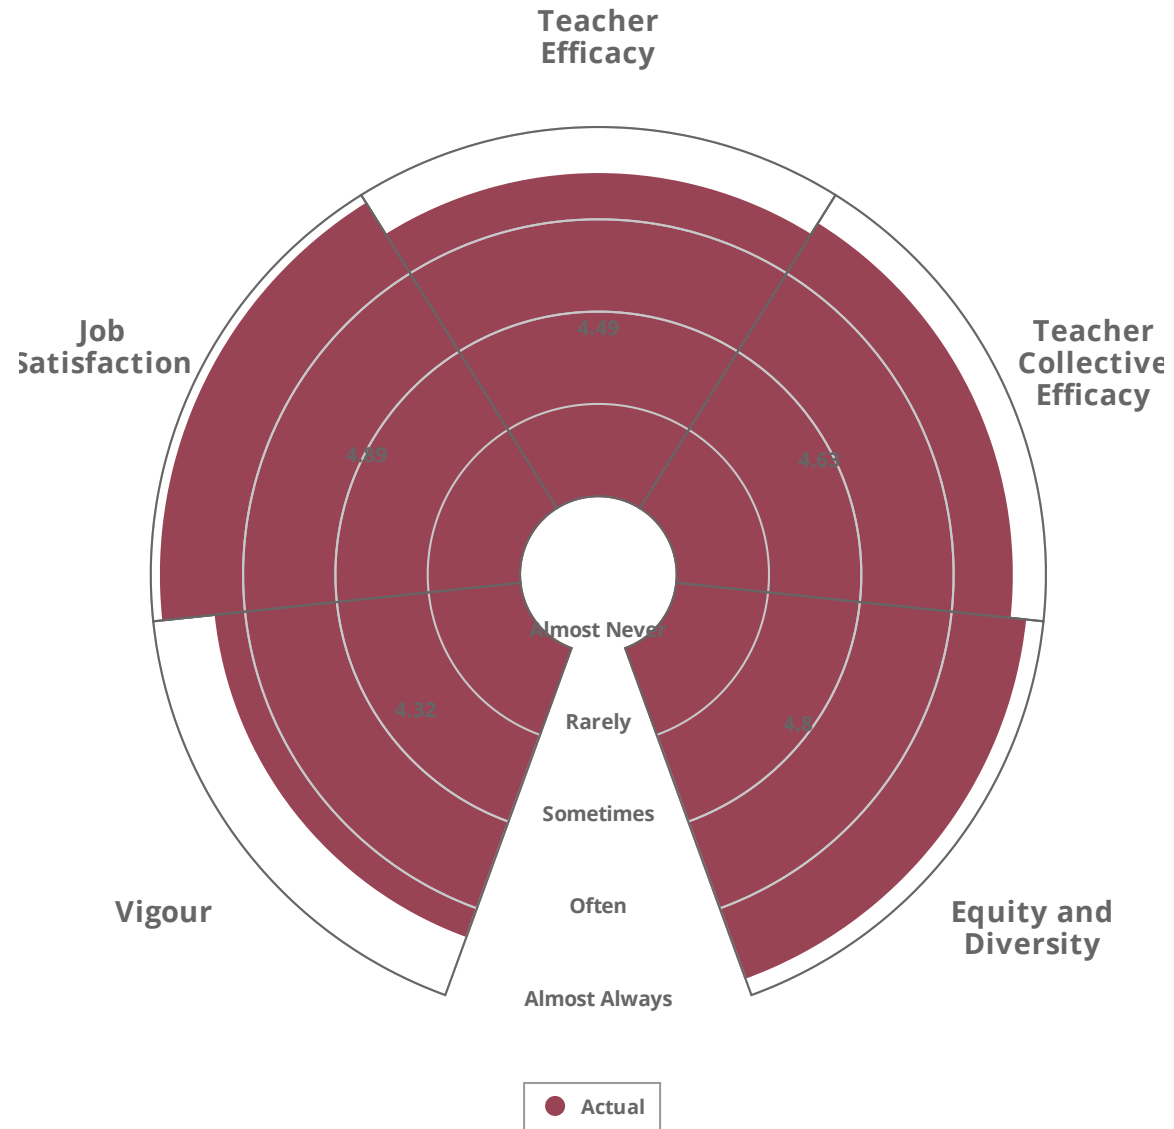 Teacher
Efficacy
Job
Satisfaction
Teacher
Collective
Efficacy
4.49
4.89
4.63
Almost Never
4.32
Rarely
4.8
Sometimes
Often
Vigour
Equity and
Diversity
Almost Always
Actual